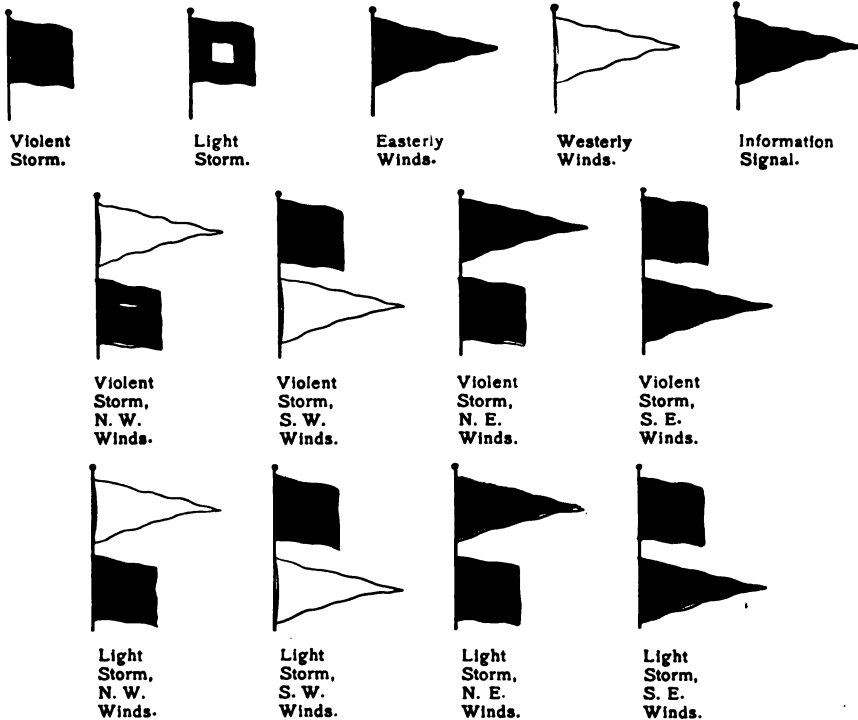 Violent
Storm.
Light
Storm.
Easterly
Winds.
Westerly
Winds.
Information
Signal.
Violent
Storm,
N. W.
Winds.
Violent
Storm,
S. W.
Winds.
Violent
Storm,
N. E.
Winds.
Violent
Storm,
S. E.
Winds.
Light
Storm,
N. W.
Winds.
Light
Storm,
S. W.
Winds.
Light
Storm,
N. E.
Winds.
Light
Storm,
S. E.
Winds.